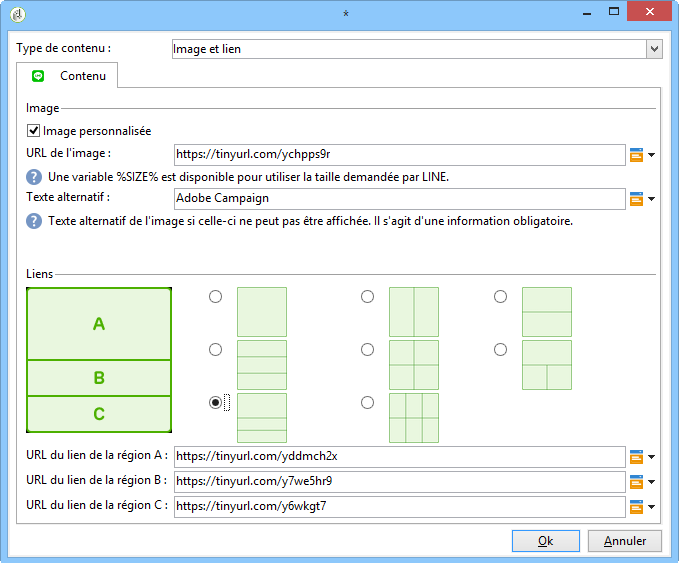 *
Type de contenu : Image et lien
Contenu
Image
Image personnalisée
URL de l'image : https://tinyurl.com/ychpps9r
Une variable %SIZE% est disponible pour utiliser la taille demandée par LINE.
Texte alternatif : Adobe Campaign
Texte alternatif de l'image si celle-ci ne peut pas être affichée. Il s'agit d'une information obligatoire.
Liens
A
B
C
URL du lien de la région A : https://tinyurl.com/yddmch2x
URL du lien de la région B : https://tinyurl.com/y7we5hr9
URL du lien de la région C : https://tinyurl.com/y6wkgt7
Ok Annuler